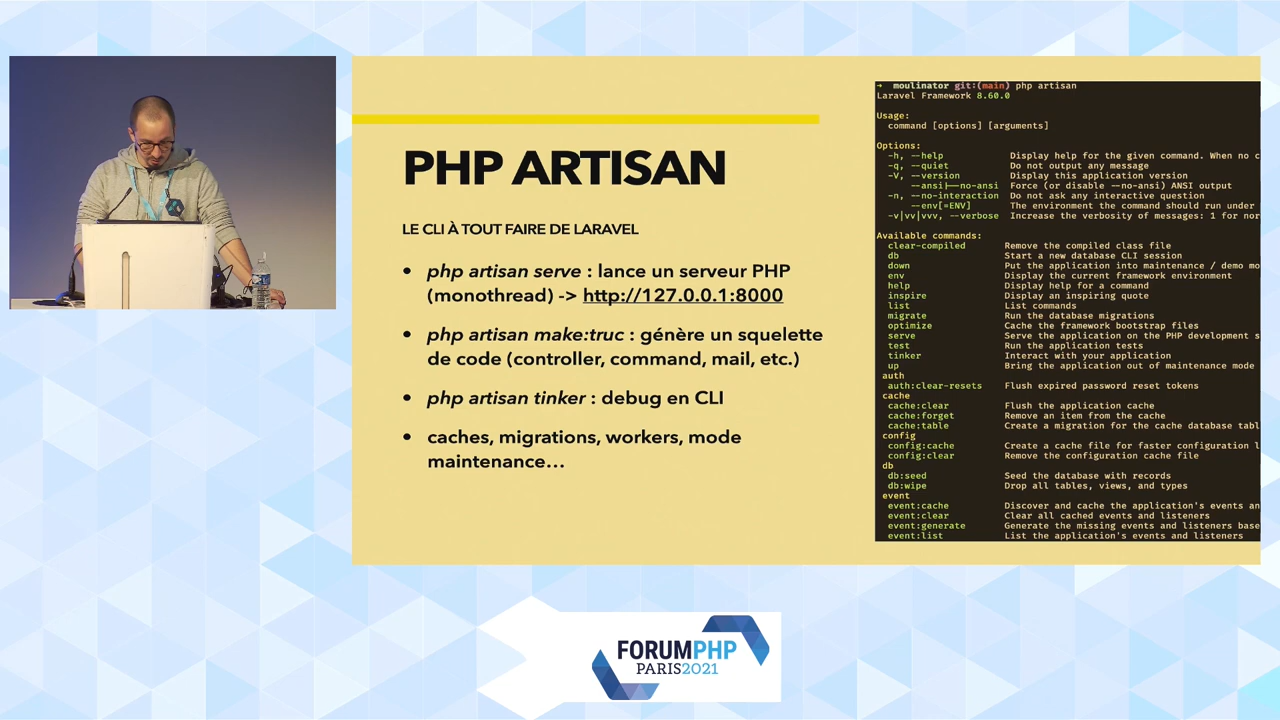 PHP ARTISAN
LE CLI À TOUT FAIRE DE LARAVEL
• php artisan serve : lance un serveur PHP
(monothread) -> http://127.0.0.1:8000
• php artisan make:truc : génère un squelette
de code (controller, command, mail, etc.)
• php artisan tinker : debug en CLI
• caches, migrations, workers, mode
maintenance…
➜ moulinator git:(main) php artisan
Laravel Framework 8.60.0
Usage:
command [options] [arguments]
Options:
-h, --help Display help for the given command. When no c
-q, --quiet Do not output any message
-V, --version Display this application version
--ansi|--no-ansi Force (or disable --no-ansi) ANSI output
-n, --no-interaction Do not ask any interactive question
--env[=ENV] The environment the command should run under
-v|vv|vvv, --verbose Increase the verbosity of messages: 1 for nor
Available commands:
clear-compiled Remove the compiled class file
db Start a new database CLI session
down Put the application into maintenance / demo mo
env Display the current framework environment
help Display help for a command
inspire Display an inspiring quote
list List commands
migrate Run the database migrations
optimize Cache the framework bootstrap files
serve Serve the application on the PHP development s
test Run the application tests
tinker Interact with your application
up Bring the application out of maintenance mode
auth
auth:clear-resets Flush expired password reset tokens
cache
cache:clear Flush the application cache
cache:forget Remove an item from the cache
cache:table Create a migration for the cache database tabl
config
config:cache Create a cache file for faster configuration l
config:clear Remove the configuration cache file
db
db:seed Seed the database with records
db:wipe Drop all tables, views, and types
event
event:cache Discover and cache the application's events an
event:clear Clear all cached events and listeners
event:generate Generate the missing events and listeners base
event:list List the application's events and listeners
FORUMPHP
PARIS2021